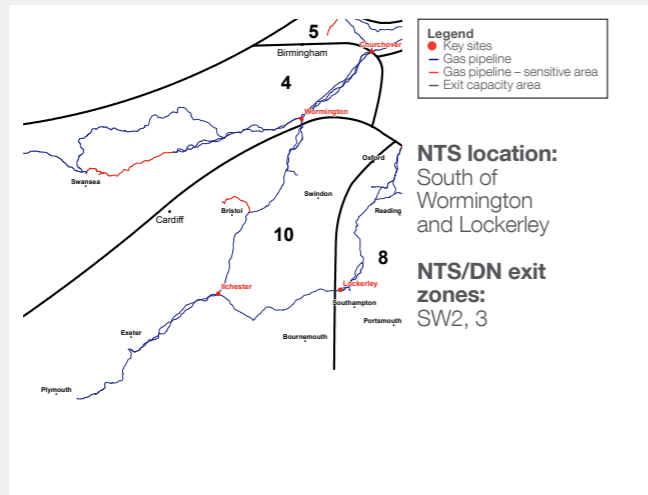 5
Birmingham
Churchover
4
Wormington
Swansea
Oxford
Swindon
Bristol
Reading
Cardiff
10
8
Ilchester
Lockerley
Southampton
Portsmouth
Exeter
Bournemouth
Plymouth
Legend
Key sites
Gas pipeline
Gas pipeline – sensitive area
Exit capacity area
NTS location:
South of
Wormington
and Lockerley
NTS/DN exit
zones:
SW2, 3